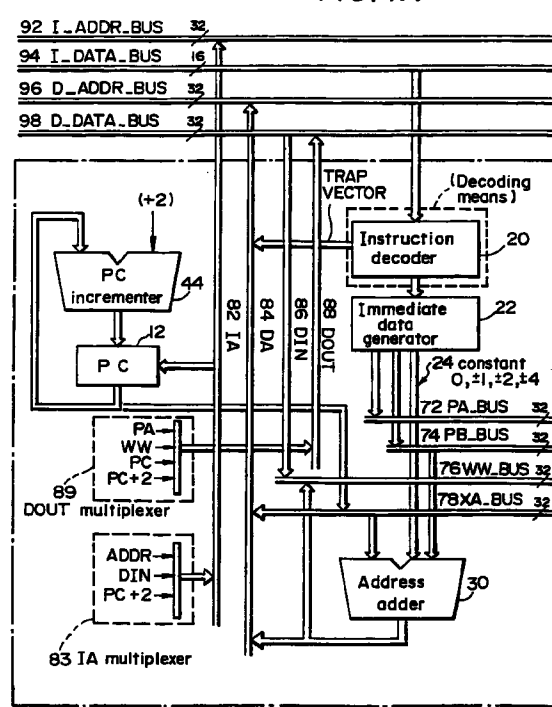 92 I_ADDR_BUS 32
94 I_DATA_BUS 16
96 D_ADDR_BUS 32
98 D_DATA_BUS 32
TRAP
VECTOR
(Decoding
means)
(+2)
Instruction
decoder
20
PC
incrementer
44
82 IA
84 DA
86 DIN
88 DOUT
Immediate
data
generator
22
12
PC
24 constant
0,±1,±2,±4
72 PA_BUS 32
74 PB_BUS 32
76 WW_BUS 32
78 XA_BUS 32
PA
WW
PC
PC+2
89
DOUT multiplexer
ADDR
DIN
PC+2
83 IA multiplexer
Address
adder
30